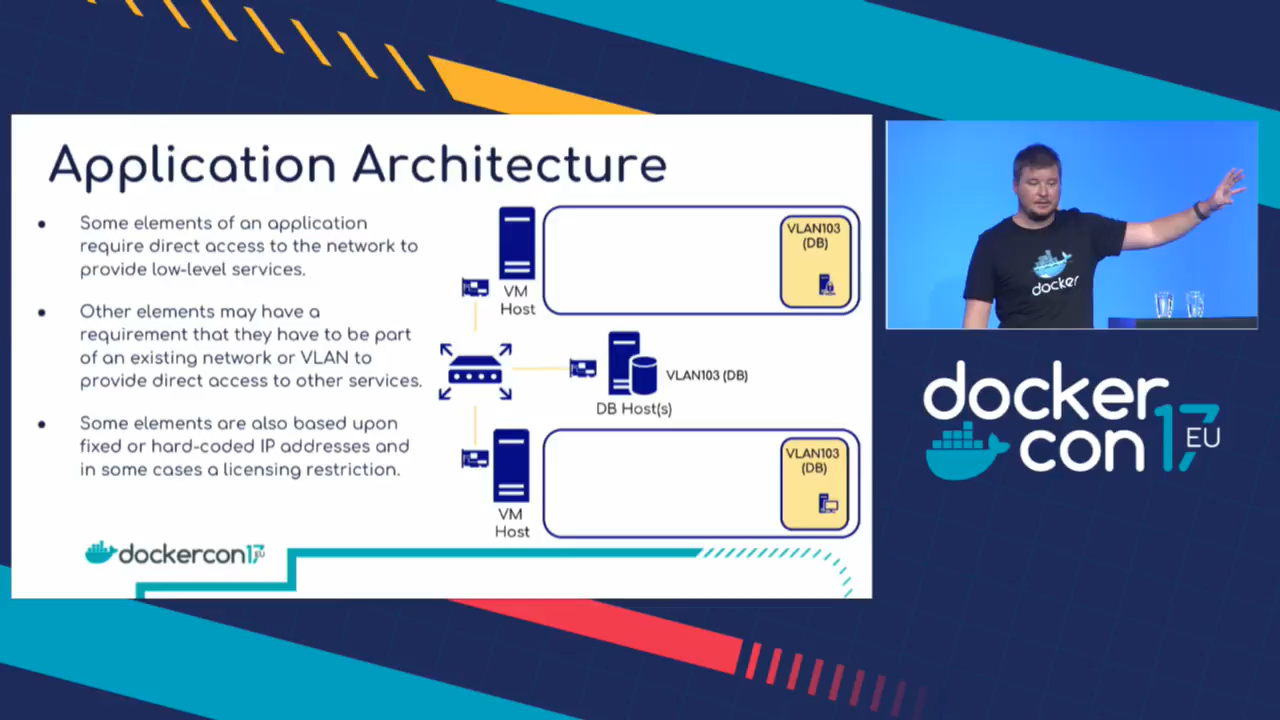 Application Architecture
Some elements of an application
require direct access to the network to
provide low-level services.
Other elements may have a
requirement that they have to be part
of an existing network or VLAN to
provide direct access to other services.
Some elements are also based upon
fixed or hard-coded IP addresses and
in some cases a licensing restriction.
VM
Host
VLAN103
(DB)
DB Host(s)
VLAN103 (DB)
VM
Host
VLAN103
(DB)
dockercon17
EU
docker
docker
con 17 EU